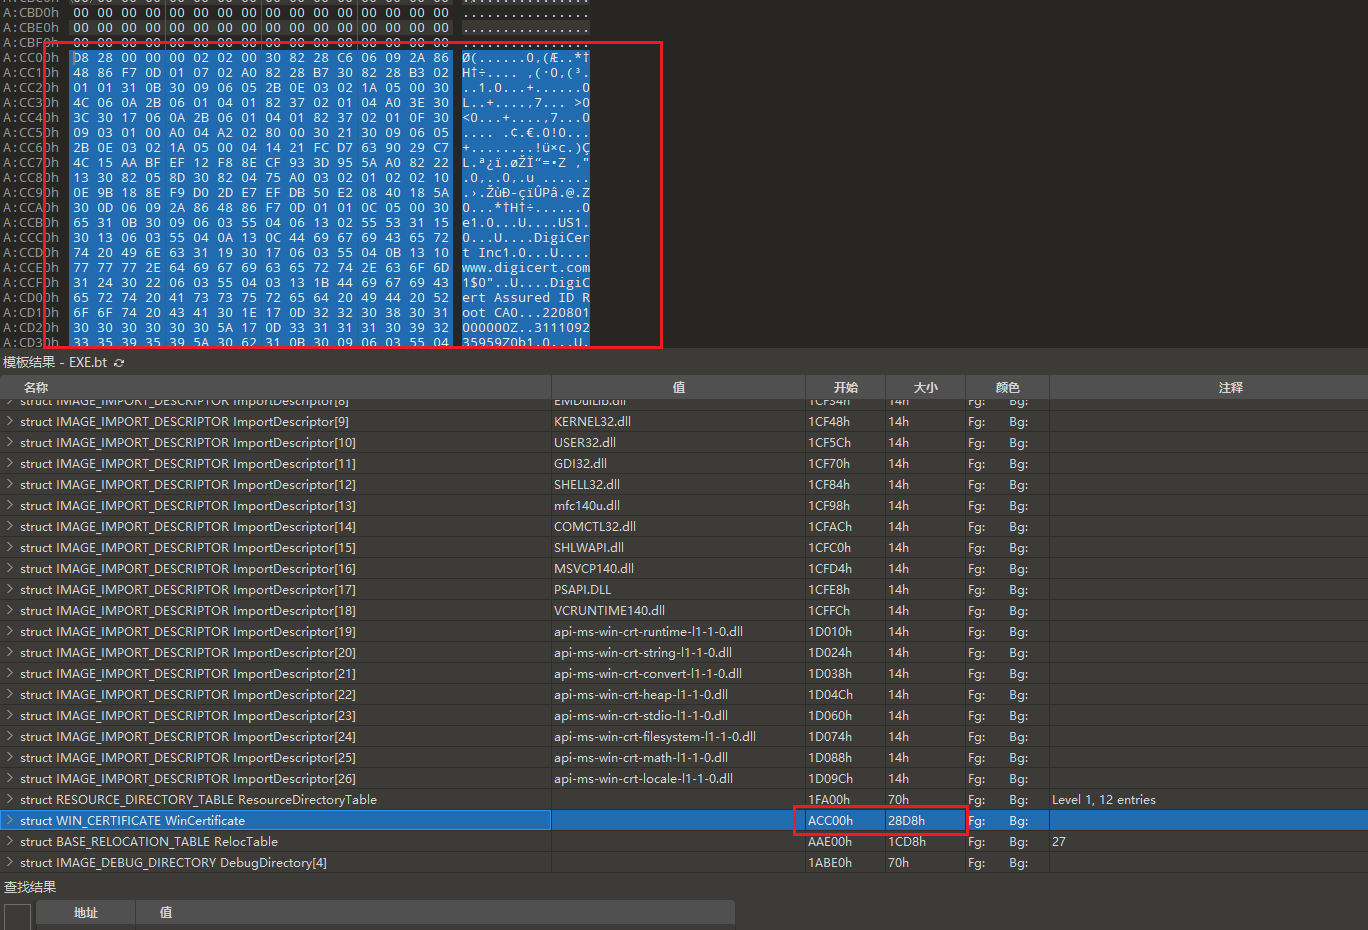 A:CBD0h 00 00 00 00 00 00 00 00 00 00 00 00 00 00 00 00 ................
A:CBE0h 00 00 00 00 00 00 00 00 00 00 00 00 00 00 00 00 ................
A:CBF0h 00 00 00 00 00 00 00 00 00 00 00 00 00 00 00 00 ................
A:CC00h D8 28 00 00 00 02 02 00 30 82 28 C6 06 09 2A 86 Ø(......0‚(Æ..*†
A:CC10h 48 86 F7 0D 01 07 02 A0 82 28 B7 30 82 28 B3 02 H†÷.... ‚(·0‚(³.
A:CC20h 01 01 31 0B 30 09 06 05 2B 0E 03 02 1A 05 00 30 ..1.0...+......0
A:CC30h 4C 06 0A 2B 06 01 04 01 82 37 02 01 04 A0 3E 30 L..+....‚7... >0
A:CC40h 3C 30 17 06 0A 2B 06 01 04 01 82 37 02 01 0F 30 <0...+....‚7...0
A:CC50h 09 03 01 00 A0 04 A2 02 80 00 30 21 30 09 06 05 .... .¢.€.0!0...
A:CC60h 2B 0E 03 02 1A 05 00 04 14 21 FC D7 63 90 29 C7 +........!ü×c.)Ç
A:CC70h 4C 15 AA BF EF 12 F8 8E CF 93 3D 95 5A A0 82 22 L.ª¿ï.øŽÏ“=•Z ‚"
A:CC80h 13 30 82 05 8D 30 82 04 75 A0 03 02 01 02 02 10 .0‚..0‚.u ......
A:CC90h 0E 9B 18 8E F9 D0 2D E7 EF DB 50 E2 08 40 18 5A .›.ŽùÐ-çïÛPâ.@.Z
A:CCA0h 30 0D 06 09 2A 86 48 86 F7 0D 01 01 0C 05 00 30 0...*†H†÷......0
A:CCB0h 65 31 0B 30 09 06 03 55 04 06 13 02 55 53 31 15 e1.0...U....US1.
A:CCC0h 30 13 06 03 55 04 0A 13 0C 44 69 67 69 43 65 72 0...U....DigiCer
A:CCD0h 74 20 49 6E 63 31 19 30 17 06 03 55 04 0B 13 10 t Inc1.0...U....
A:CCE0h 77 77 77 2E 64 69 67 69 63 65 72 74 2E 63 6F 6D www.digicert.com
A:CCF0h 31 24 30 22 06 03 55 04 03 13 1B 44 69 67 69 43 1$0"..U....DigiC
A:CD00h 65 72 74 20 41 73 73 75 72 65 64 20 49 44 20 52 ert Assured ID R
A:CD10h 6F 6F 74 20 43 41 30 1E 17 0D 32 32 30 38 30 31 oot CA0...220801
A:CD20h 30 30 30 30 30 30 5A 17 0D 33 31 31 31 30 39 32 000000Z..3111092
A:CD30h 33 35 39 35 39 5A 30 62 31 0B 30 09 06 03 55 04 35959Z0b1.0...U.
模板结果 - EXE.bt
名称 值 开始 大小 颜色 注释
struct IMAGE_IMPORT_DESCRIPTOR ImportDescriptor[8] EMDuiLib.dll 1CF34h 14h Fg: Bg:
struct IMAGE_IMPORT_DESCRIPTOR ImportDescriptor[9] KERNEL32.dll 1CF48h 14h Fg: Bg:
struct IMAGE_IMPORT_DESCRIPTOR ImportDescriptor[10] USER32.dll 1CF5Ch 14h Fg: Bg:
struct IMAGE_IMPORT_DESCRIPTOR ImportDescriptor[11] GDI32.dll 1CF70h 14h Fg: Bg:
struct IMAGE_IMPORT_DESCRIPTOR ImportDescriptor[12] SHELL32.dll 1CF84h 14h Fg: Bg:
struct IMAGE_IMPORT_DESCRIPTOR ImportDescriptor[13] mfc140u.dll 1CF98h 14h Fg: Bg:
struct IMAGE_IMPORT_DESCRIPTOR ImportDescriptor[14] COMCTL32.dll 1CFACh 14h Fg: Bg:
struct IMAGE_IMPORT_DESCRIPTOR ImportDescriptor[15] SHLWAPI.dll 1CFC0h 14h Fg: Bg:
struct IMAGE_IMPORT_DESCRIPTOR ImportDescriptor[16] MSVCP140.dll 1CFD4h 14h Fg: Bg:
struct IMAGE_IMPORT_DESCRIPTOR ImportDescriptor[17] PSAPI.DLL 1CFE8h 14h Fg: Bg:
struct IMAGE_IMPORT_DESCRIPTOR ImportDescriptor[18] VCRUNTIME140.dll 1CFFCh 14h Fg: Bg:
struct IMAGE_IMPORT_DESCRIPTOR ImportDescriptor[19] api-ms-win-crt-runtime-l1-1-0.dll 1D010h 14h Fg: Bg:
struct IMAGE_IMPORT_DESCRIPTOR ImportDescriptor[20] api-ms-win-crt-string-l1-1-0.dll 1D024h 14h Fg: Bg:
struct IMAGE_IMPORT_DESCRIPTOR ImportDescriptor[21] api-ms-win-crt-convert-l1-1-0.dll 1D038h 14h Fg: Bg:
struct IMAGE_IMPORT_DESCRIPTOR ImportDescriptor[22] api-ms-win-crt-heap-l1-1-0.dll 1D04Ch 14h Fg: Bg:
struct IMAGE_IMPORT_DESCRIPTOR ImportDescriptor[23] api-ms-win-crt-stdio-l1-1-0.dll 1D060h 14h Fg: Bg:
struct IMAGE_IMPORT_DESCRIPTOR ImportDescriptor[24] api-ms-win-crt-filesystem-l1-1-0.dll 1D074h 14h Fg: Bg:
struct IMAGE_IMPORT_DESCRIPTOR ImportDescriptor[25] api-ms-win-crt-math-l1-1-0.dll 1D088h 14h Fg: Bg:
struct IMAGE_IMPORT_DESCRIPTOR ImportDescriptor[26] api-ms-win-crt-locale-l1-1-0.dll 1D09Ch 14h Fg: Bg:
struct RESOURCE_DIRECTORY_TABLE ResourceDirectoryTable 1FA00h 70h Fg: Bg: Level 1, 12 entries
struct WIN_CERTIFICATE WinCertificate ACC00h 28D8h Fg: Bg:
struct BASE_RELOCATION_TABLE RelocTable AAE00h 1CD8h Fg: Bg: 27
struct IMAGE_DEBUG_DIRECTORY DebugDirectory[4] 1ABE0h 70h Fg: Bg:
查找结果
地址 值